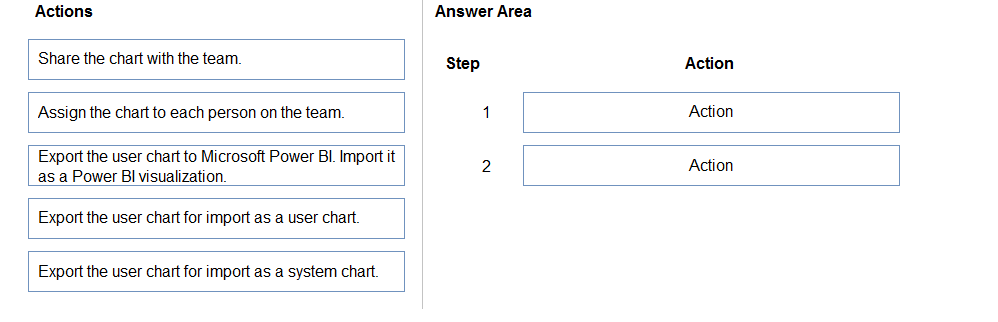 Actions
Share the chart with the team.
Assign the chart to each person on the team.
Export the user chart to Microsoft Power BI. Import it
as a Power BI visualization.
Export the user chart for import as a user chart.
Export the user chart for import as a system chart.
Answer Area
Step Action
1 Action
2 Action